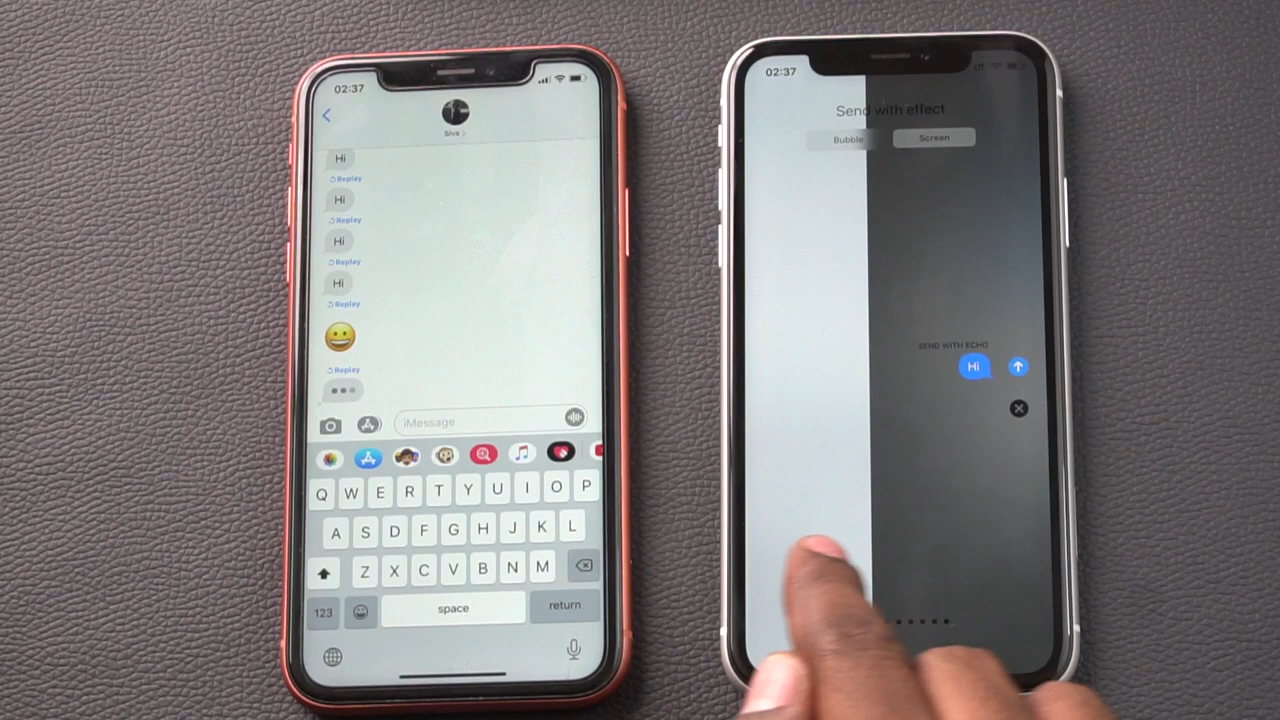 02:37
Siva >
Hi
Replay
Hi
Replay
Hi
Replay
Hi
Replay
Replay
iMessage
Q W E R T Y U I O P
A S D F G H J K L
Z X C V B N M
123
space
return
02:37
Send with effect
Bubble
Screen
SEND WITH ECHO
Hi